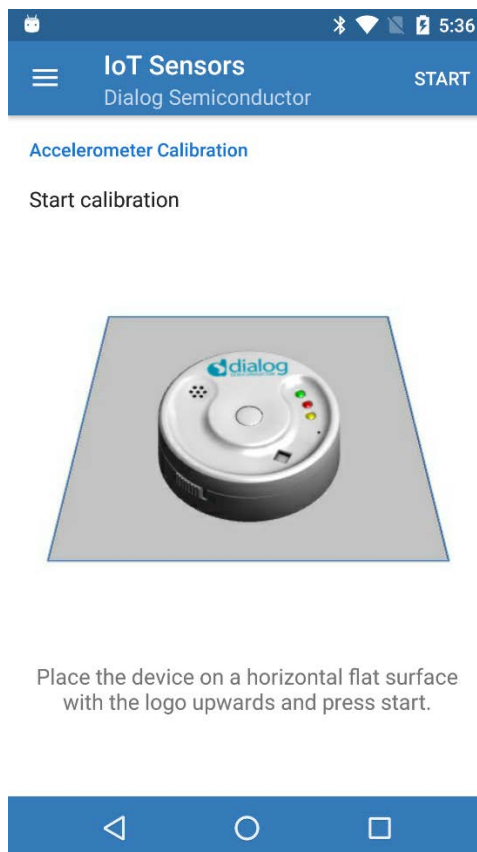 5:36
IoT Sensors
START
Dialog Semiconductor
Accelerometer Calibration
Start calibration
dialog
SEMICONDUCTOR
Place the device on a horizontal flat surface
with the logo upwards and press start.